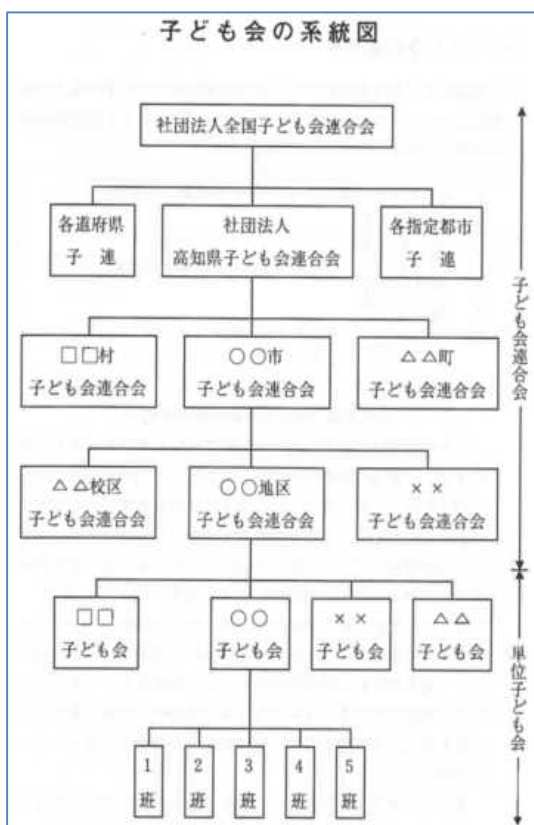 子ども会の系統図
社団法人全国子ども会連合会
各道府県
子連
社団法人
高知県子ども会連合会
各指定都市
子連
□□村
子ども会連合会
○○市
子ども会連合会
△△町
子ども会連合会
△△校区
子ども会連合会
○○地区
子ども会連合会
××
子ども会連合会
□□
子ども会
○○
子ども会
××
子ども会
△△
子ども会
1
班
2
班
3
班
4
班
5
班
子ども会連合会
単位子ども会